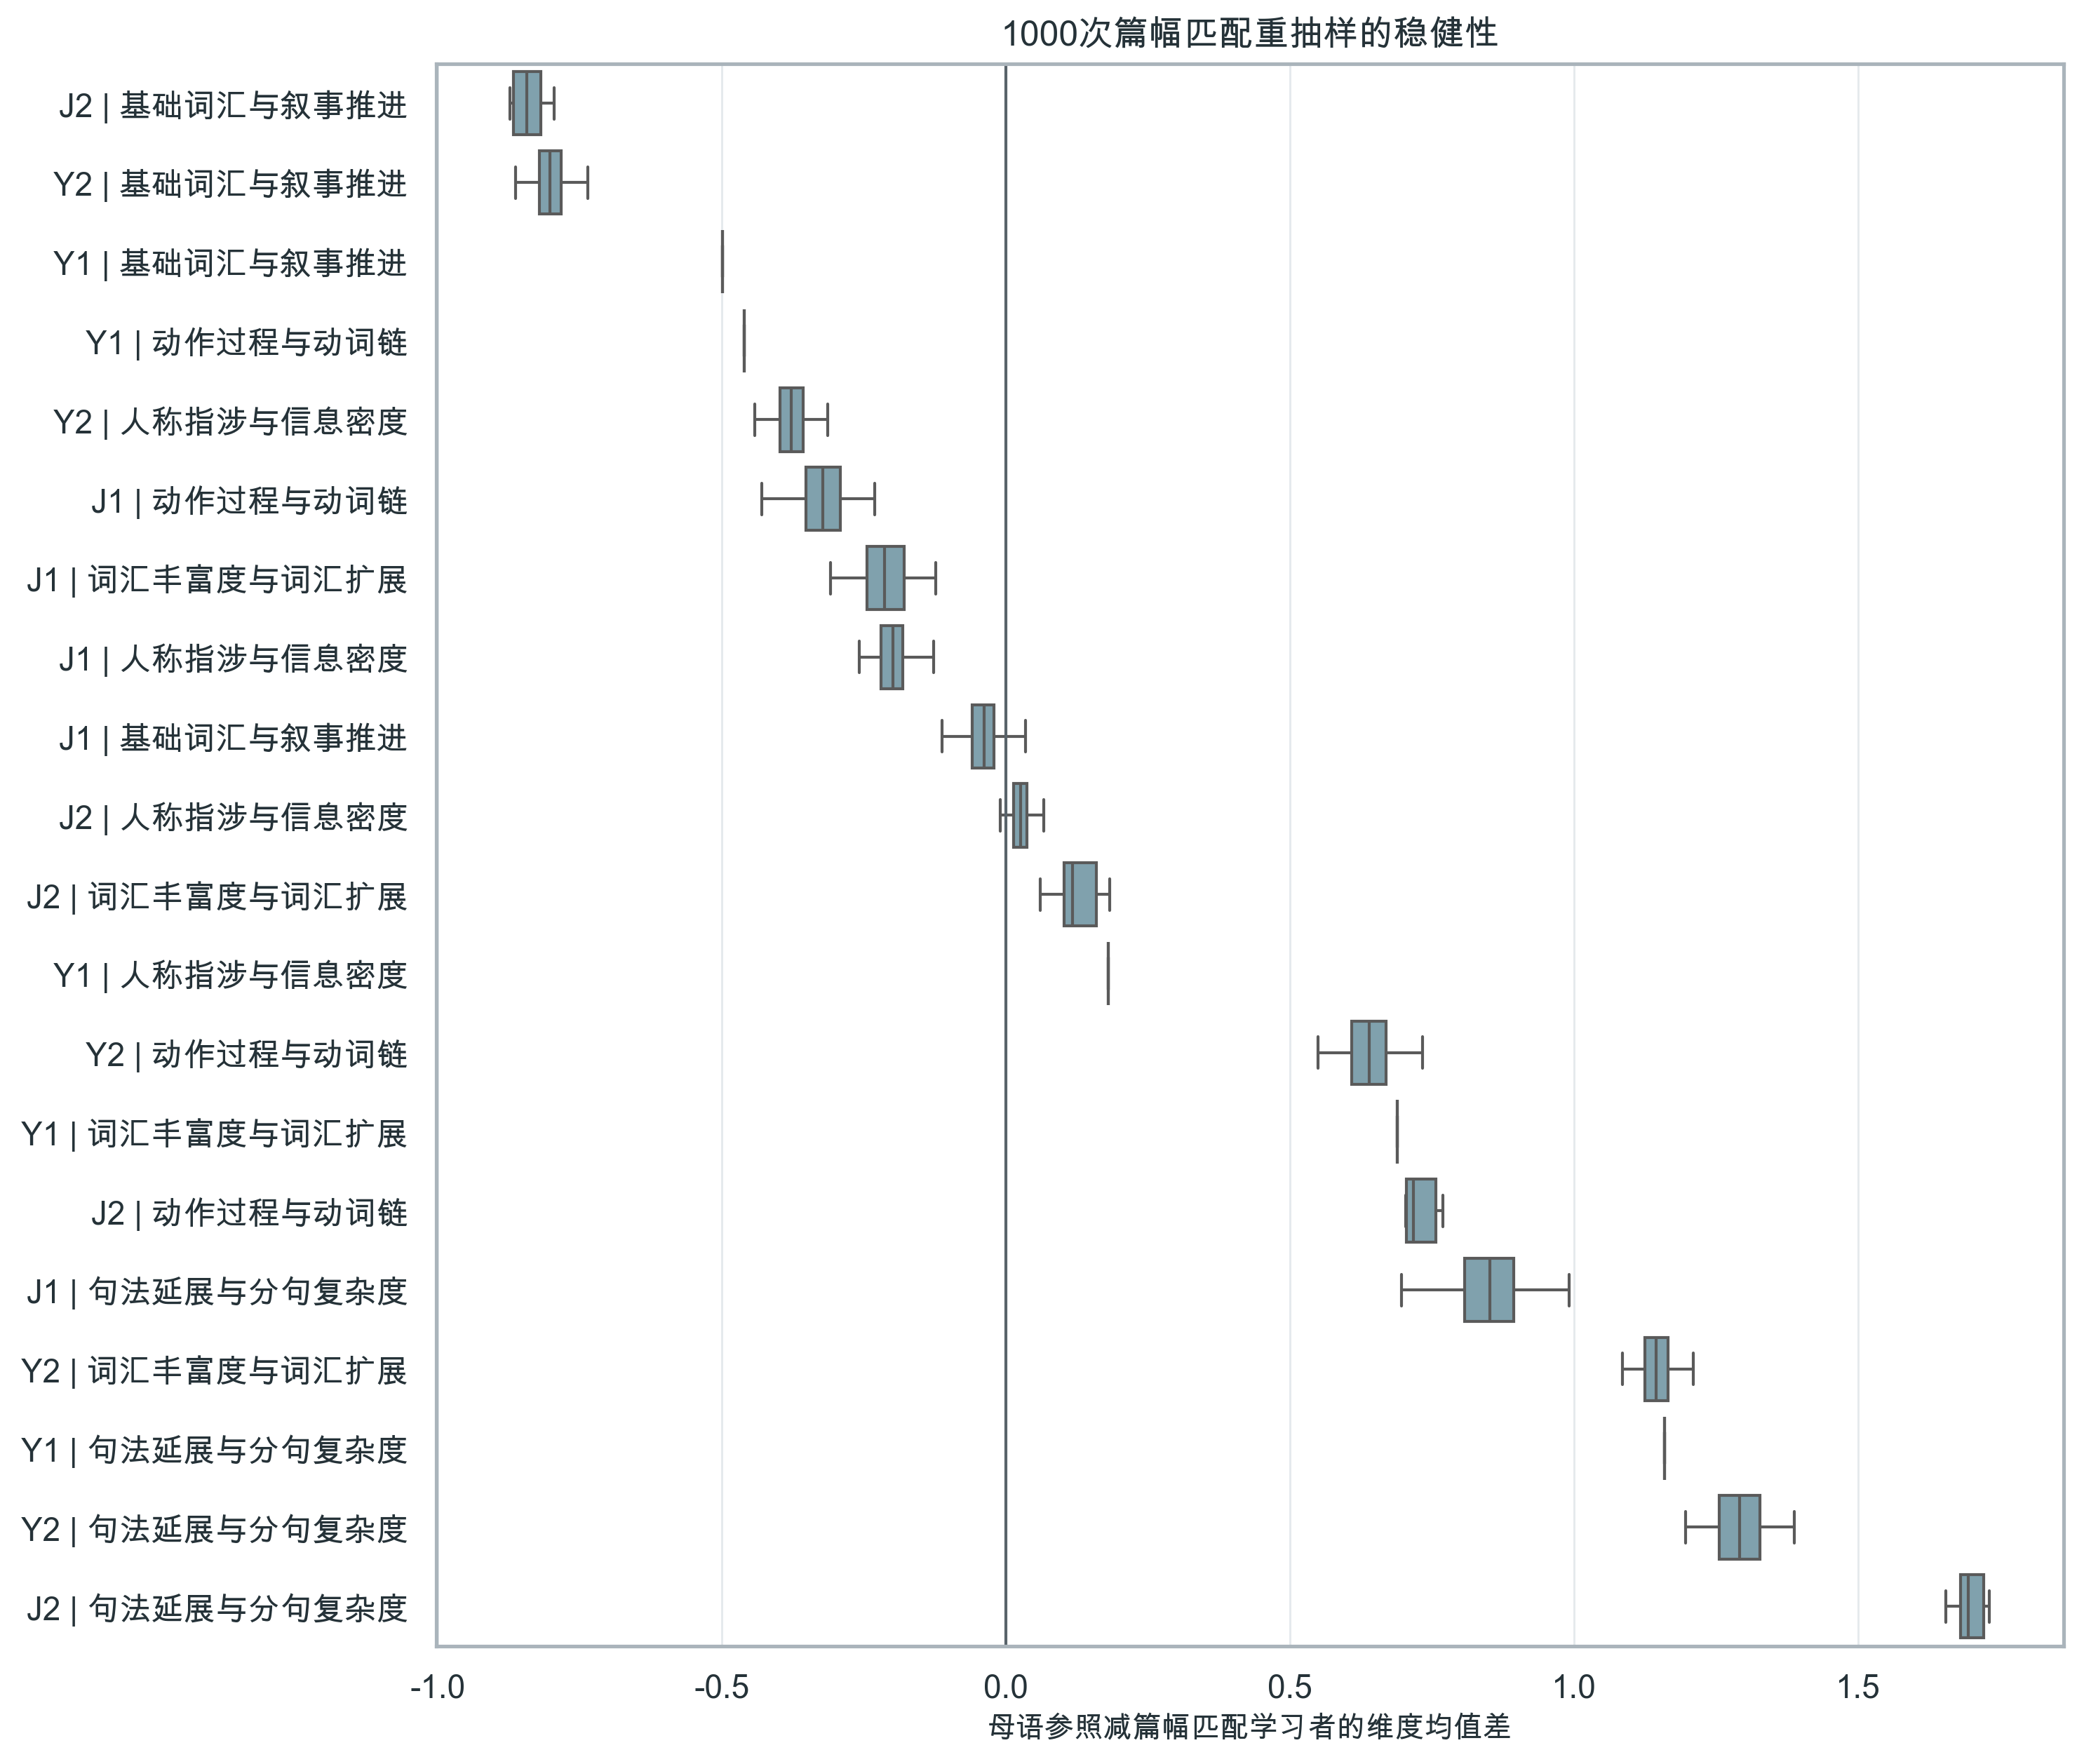 1000次篇幅匹配重抽样的稳健性
J2 | 基础词汇与叙事推进
Y2 | 基础词汇与叙事推进
Y1 | 基础词汇与叙事推进
Y1 | 动作过程与动词链
Y2 | 人称指涉与信息密度
J1 | 动作过程与动词链
J1 | 词汇丰富度与词汇扩展
J1 | 人称指涉与信息密度
J1 | 基础词汇与叙事推进
J2 | 人称指涉与信息密度
J2 | 词汇丰富度与词汇扩展
Y1 | 人称指涉与信息密度
Y2 | 动作过程与动词链
Y1 | 词汇丰富度与词汇扩展
J2 | 动作过程与动词链
J1 | 句法延展与分句复杂度
Y2 | 词汇丰富度与词汇扩展
Y1 | 句法延展与分句复杂度
Y2 | 句法延展与分句复杂度
J2 | 句法延展与分句复杂度
-1.0 -0.5 0.0 0.5 1.0 1.5
母语参照减篇幅匹配学习者的维度均值差